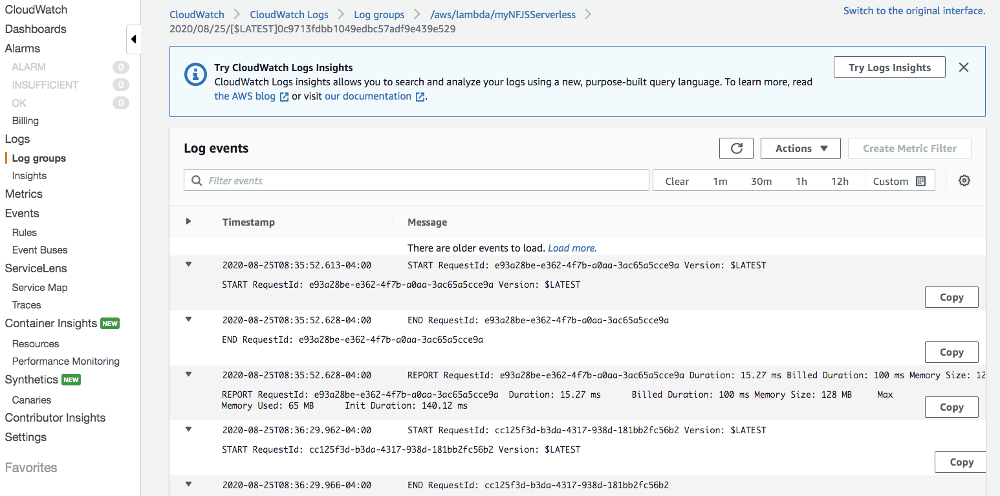 CloudWatch
Dashboards
Alarms
ALARM 0
INSUFFICIENT 0
OK 0
Billing
Logs
Log groups
Insights
Metrics
Events
Rules
Event Buses
ServiceLens
Service Map
Traces
Container Insights NEW
Resources
Performance Monitoring
Synthetics NEW
Canaries
Contributor Insights
Settings
Favorites
CloudWatch CloudWatch Logs Log groups /aws/lambda/myNFJSServerless
2020/08/25/[$LATEST]0c9713fdbb1049edbc57adf9e439e529
Switch to the original interface.
Try CloudWatch Logs Insights
CloudWatch Logs insights allows you to search and analyze your logs using a new, purpose-built query language. To learn more, read
the AWS blog or visit our documentation .
Try Logs Insights
Log events
Actions
Create Metric Filter
Filter events
Clear 1m 30m 1h 12h Custom
Timestamp Message
There are older events to load. Load more.
2020-08-25T08:35:52.613-04:00 START RequestId: e93a28be-e362-4f7b-a0aa-3ac65a5cce9a Version: $LATEST
START RequestId: e93a28be-e362-4f7b-a0aa-3ac65a5cce9a Version: $LATEST
Copy
2020-08-25T08:35:52.628-04:00 END RequestId: e93a28be-e362-4f7b-a0aa-3ac65a5cce9a
END RequestId: e93a28be-e362-4f7b-a0aa-3ac65a5cce9a
Copy
2020-08-25T08:35:52.628-04:00 REPORT RequestId: e93a28be-e362-4f7b-a0aa-3ac65a5cce9a Duration: 15.27 ms Billed Duration: 100 ms Memory Size: 12
REPORT RequestId: e93a28be-e362-4f7b-a0aa-3ac65a5cce9a Duration: 15.27 ms Billed Duration: 100 ms Memory Size: 128 MB Max
Memory Used: 65 MB Init Duration: 140.12 ms
Copy
2020-08-25T08:36:29.962-04:00 START RequestId: cc125f3d-b3da-4317-938d-181bb2fc56b2 Version: $LATEST
START RequestId: cc125f3d-b3da-4317-938d-181bb2fc56b2 Version: $LATEST
Copy
2020-08-25T08:36:29.966-04:00 END RequestId: cc125f3d-b3da-4317-938d-181bb2fc56b2